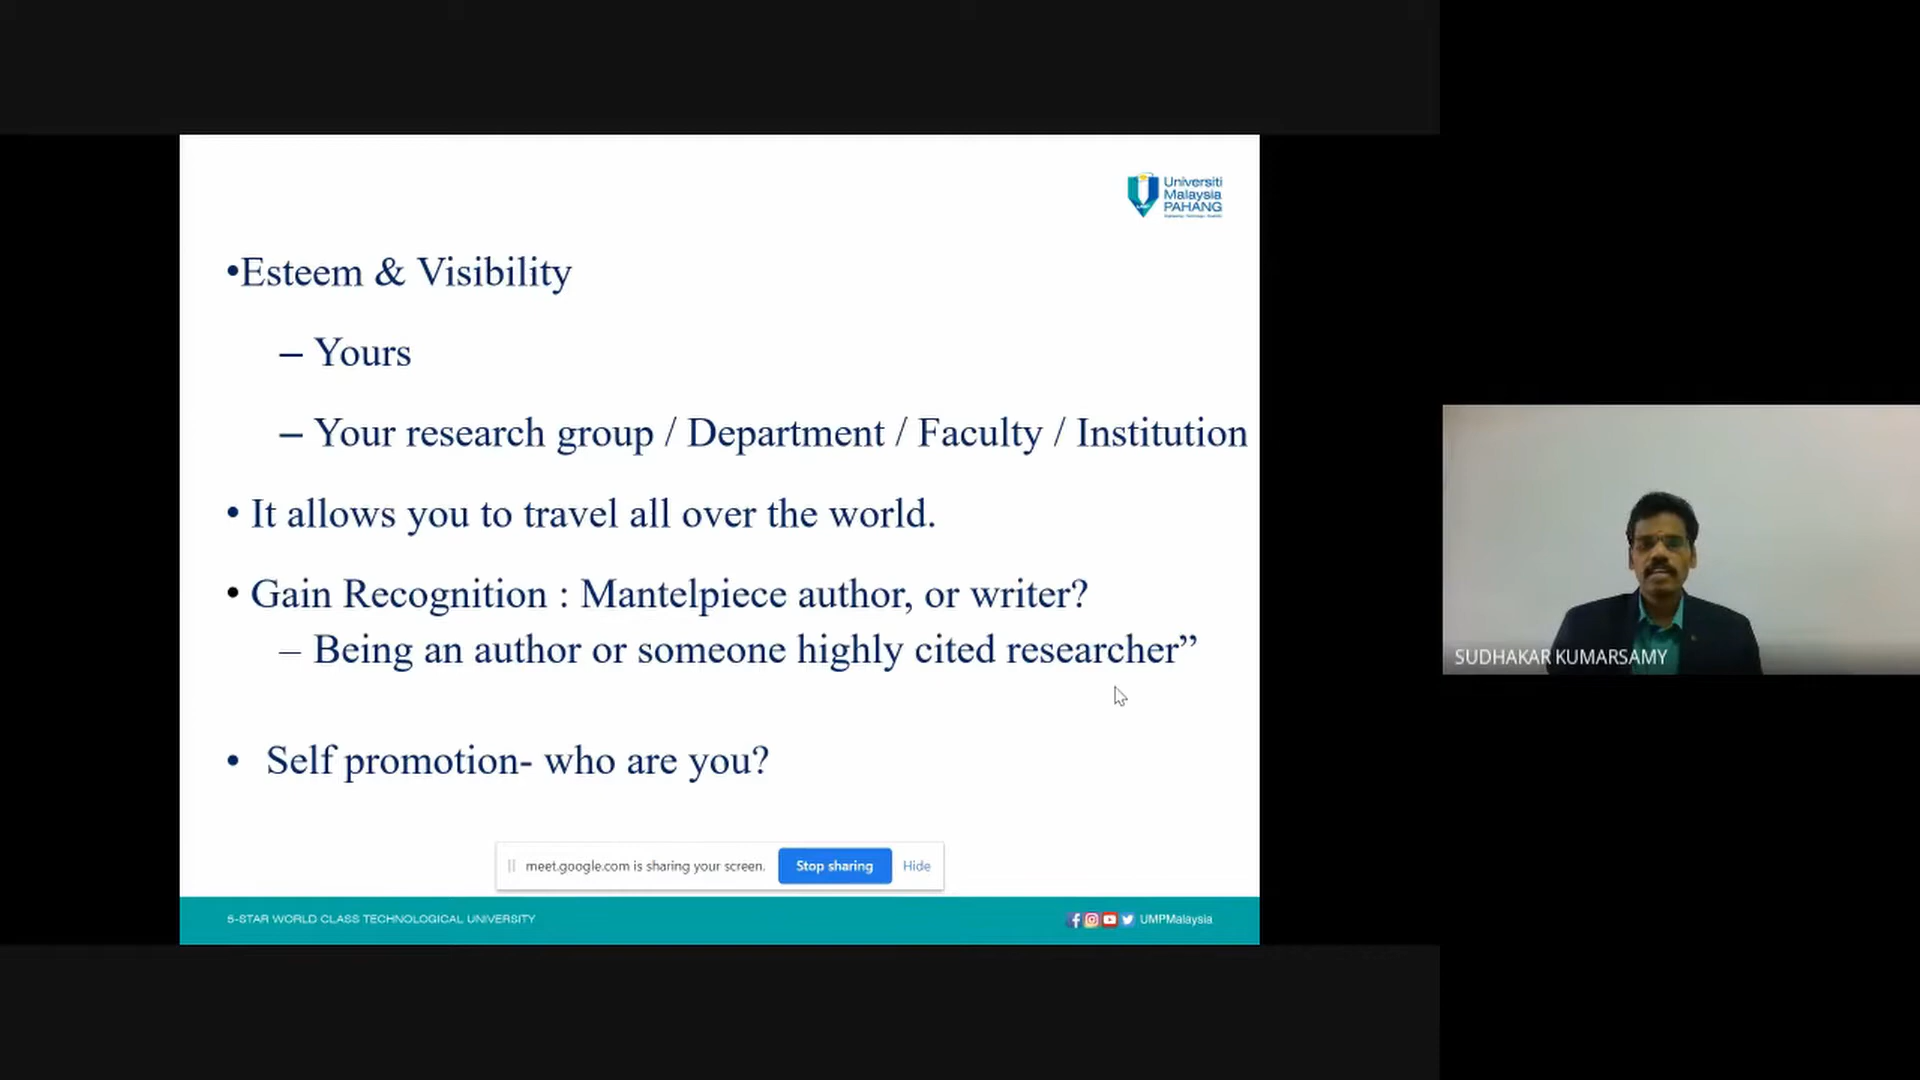 Universiti
Malaysia
PAHANG
•Esteem & Visibility
– Yours
– Your research group / Department / Faculty / Institution
• It allows you to travel all over the world.
• Gain Recognition : Mantelpiece author, or writer?
– Being an author or someone highly cited researcher”
• Self promotion- who are you?
meet.google.com is sharing your screen. Stop sharing Hide
5-STAR WORLD CLASS TECHNOLOGICAL UNIVERSITY UMPMalaysia
SUDHAKAR KUMARSAMY